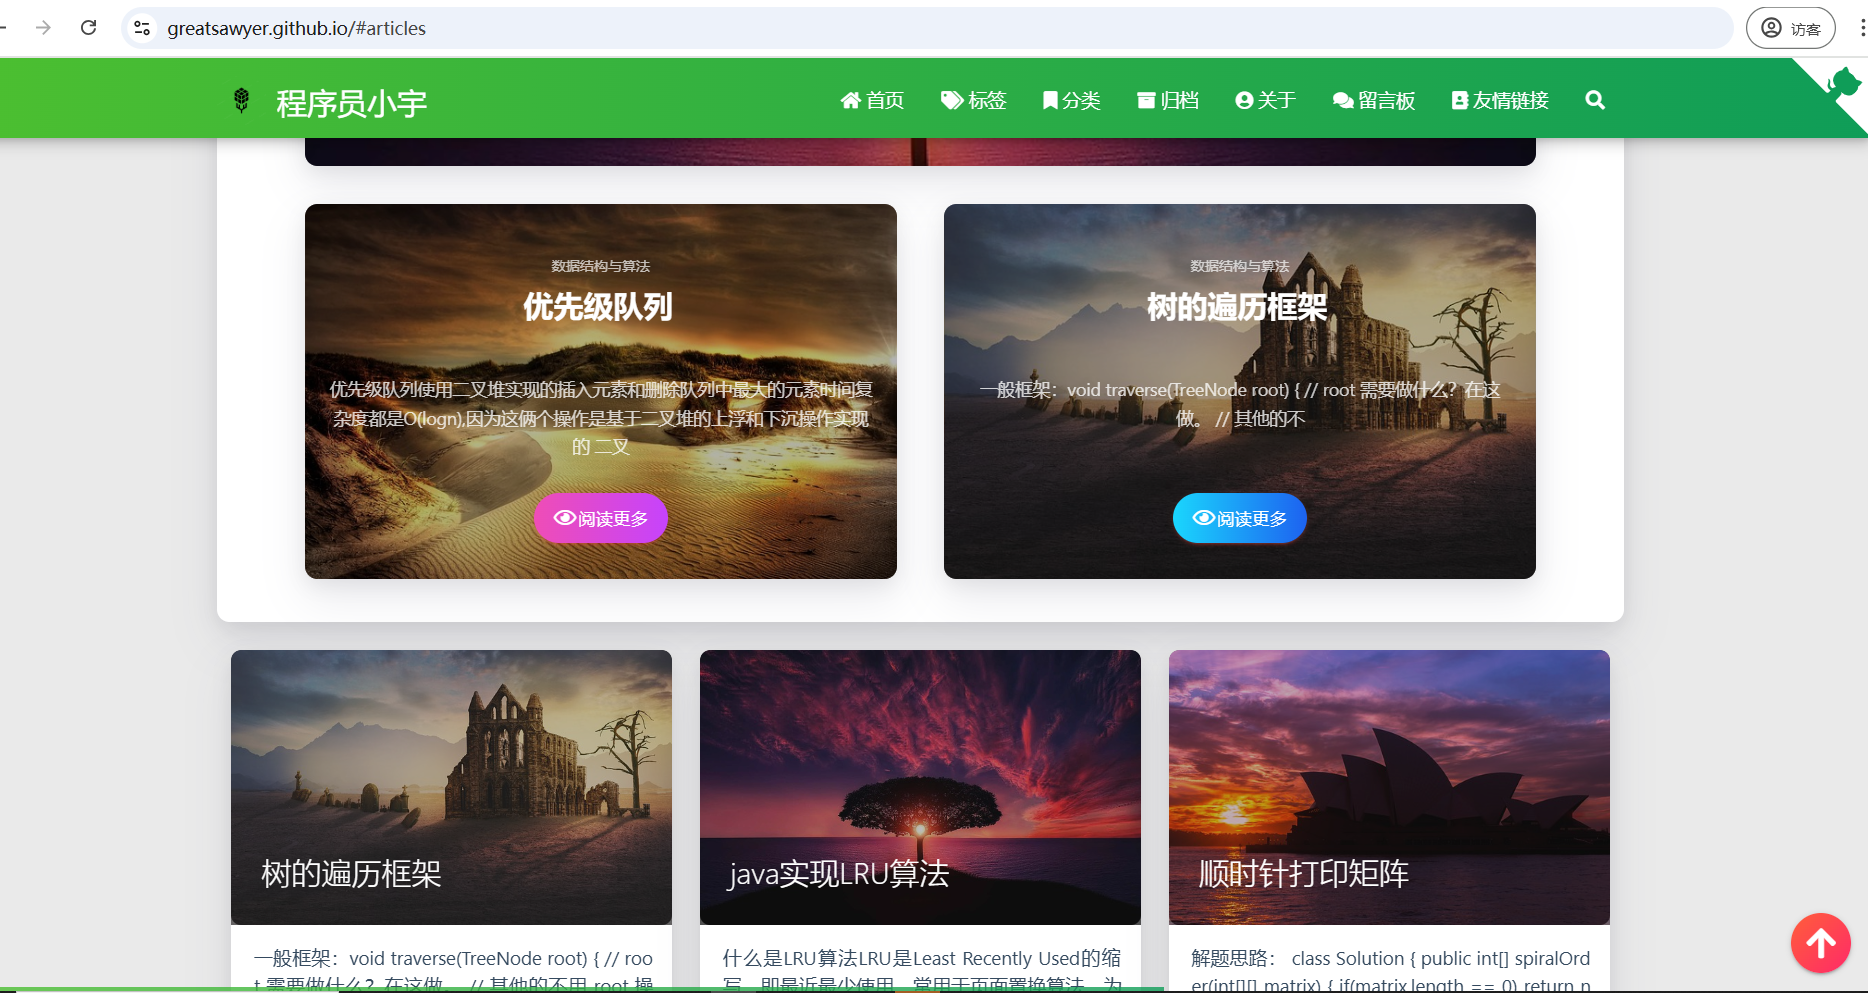 greatsawyer.github.io/#articles
访客
程序员小宇
首页 标签 分类 归档 关于 留言板 友情链接
数据结构与算法
优先级队列
优先级队列使用二叉堆实现的插入元素和删除队列中最大的元素时间复
杂度都是O(logn),因为这俩个操作是基于二叉堆的上浮和下沉操作实现
的 二叉
阅读更多
数据结构与算法
树的遍历框架
一般框架：void traverse(TreeNode root) { // root 需要做什么？在这
做。 // 其他的不
阅读更多
树的遍历框架
一般框架：void traverse(TreeNode root) { // roo
t 需要做什么？在这做。 // 其他的不用 root 操
java实现LRU算法
什么是LRU算法LRU是Least Recently Used的缩
写，即最近最少使用，常用于页面置换算法，为
顺时针打印矩阵
解题思路： class Solution { public int[] spiralOrd
er(int[][] matrix) { if(matrix.length == 0) return n